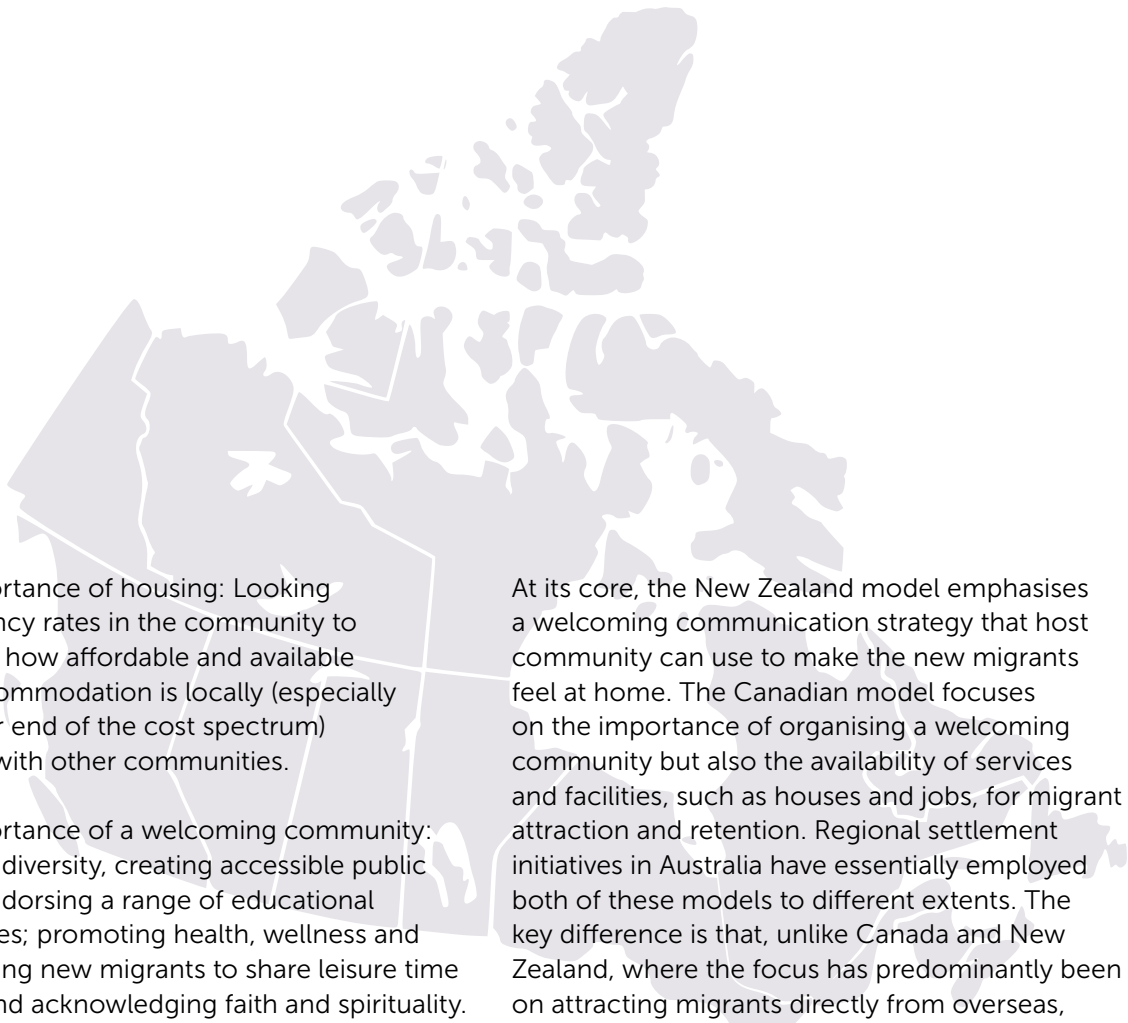 ortance of housing: Looking
ncy rates in the community to
how affordable and available
ommodation is locally (especially
r end of the cost spectrum)
with other communities.
ortance of a welcoming community:
diversity, creating accessible public
dorsing a range of educational
es; promoting health, wellness and
ng new migrants to share leisure time
nd acknowledging faith and spirituality.
At its core, the New Zealand model emphasises
a welcoming communication strategy that host
community can use to make the new migrants
feel at home. The Canadian model focuses
on the importance of organising a welcoming
community but also the availability of services
and facilities, such as houses and jobs, for migrant
attraction and retention. Regional settlement
initiatives in Australia have essentially employed
both of these models to different extents. The
key difference is that, unlike Canada and New
Zealand, where the focus has predominantly been
on attracting migrants directly from overseas,